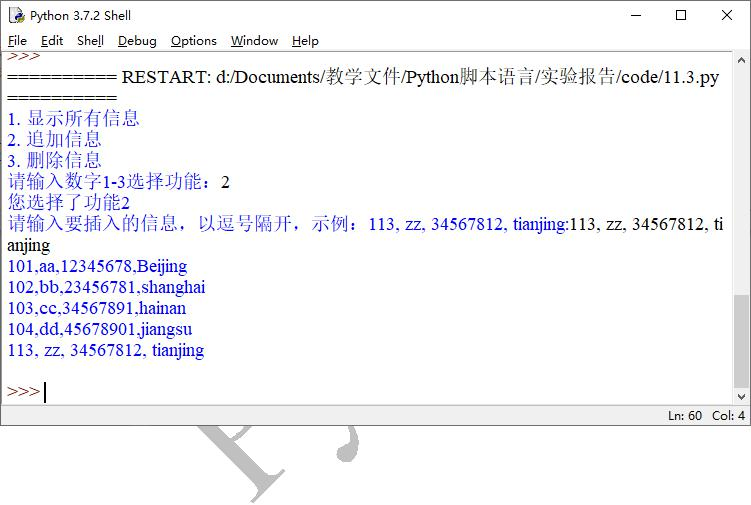 Python 3.7.2 Shell
File Edit Shell Debug Options Window Help
>>>
========== RESTART: d:/Documents/教学文件/Python脚本语言/实验报告/code/11.3.py
==========
1. 显示所有信息
2. 追加信息
3. 删除信息
请输入数字1-3选择功能：2
您选择了功能2
请输入要插入的信息，以逗号隔开，示例：113, zz, 34567812, tianjing:113, zz, 34567812, ti
anjing
101,aa,12345678,Beijing
102,bb,23456781,shanghai
103,cc,34567891,hainan
104,dd,45678901,jiangsu
113, zz, 34567812, tianjing
>>>
Ln: 60 Col: 4
Py